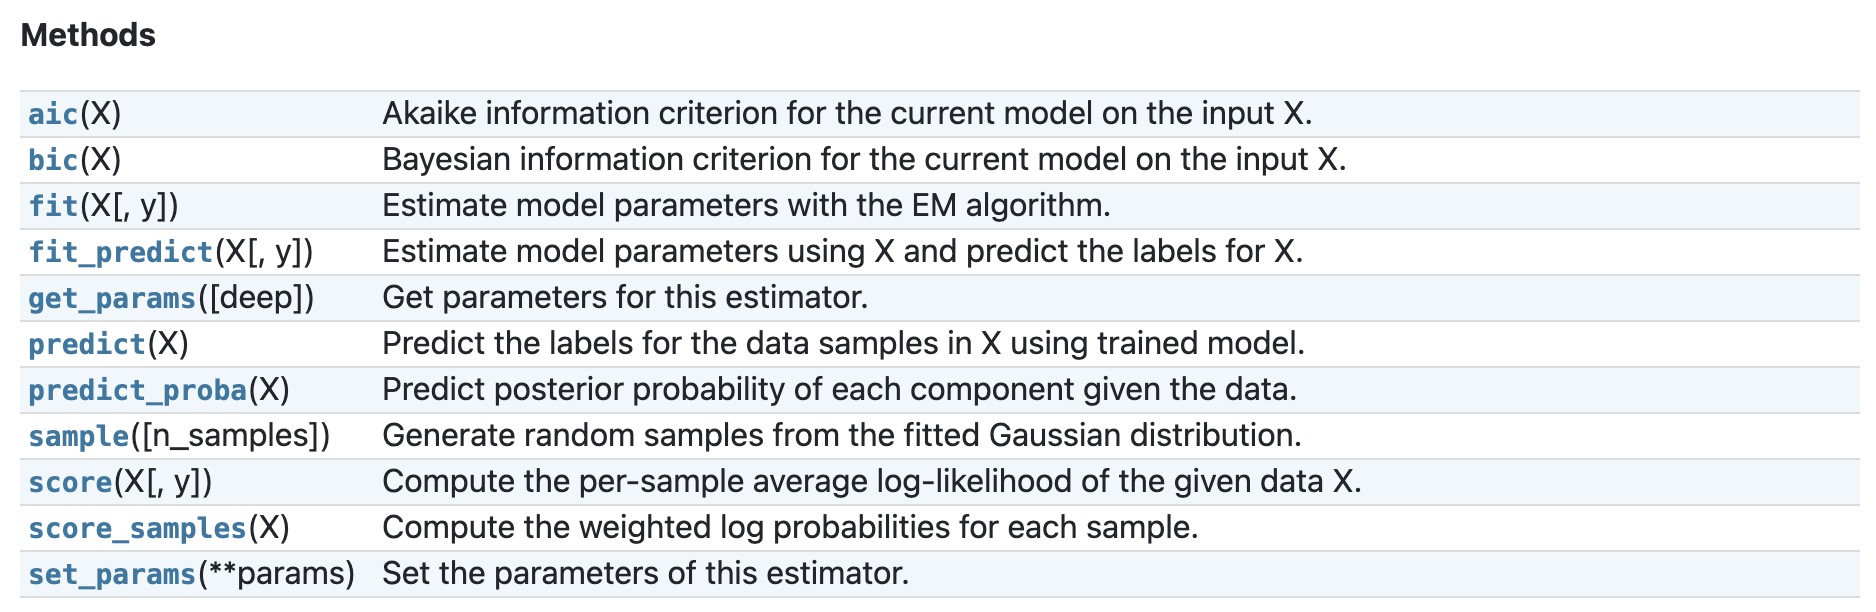 Methods
aic(X) Akaike information criterion for the current model on the input X.
bic(X) Bayesian information criterion for the current model on the input X.
fit(X[, y]) Estimate model parameters with the EM algorithm.
fit_predict(X[, y]) Estimate model parameters using X and predict the labels for X.
get_params([deep]) Get parameters for this estimator.
predict(X) Predict the labels for the data samples in X using trained model.
predict_proba(X) Predict posterior probability of each component given the data.
sample([n_samples]) Generate random samples from the fitted Gaussian distribution.
score(X[, y]) Compute the per-sample average log-likelihood of the given data X.
score_samples(X) Compute the weighted log probabilities for each sample.
set_params(**params) Set the parameters of this estimator.